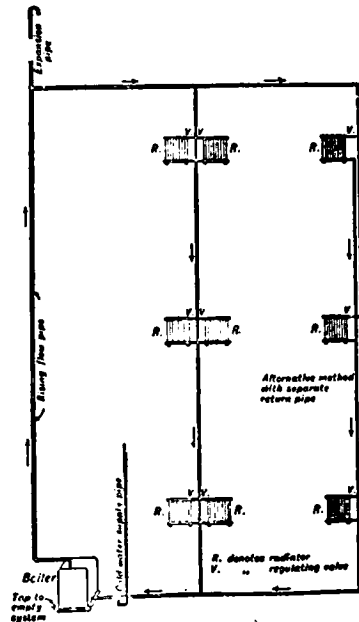 Expansion
pipe
V. V
V.
R.
R.
R.
Rising flow pipe
V. V
V.
R.
R.
R.
Alternative method
with separate
return pipe
Cold water supply pipe
V. V.
V.
R.
R.
R.
R. denotes radiator
V. " regulating valve
Boiler
Tap to
empty
system